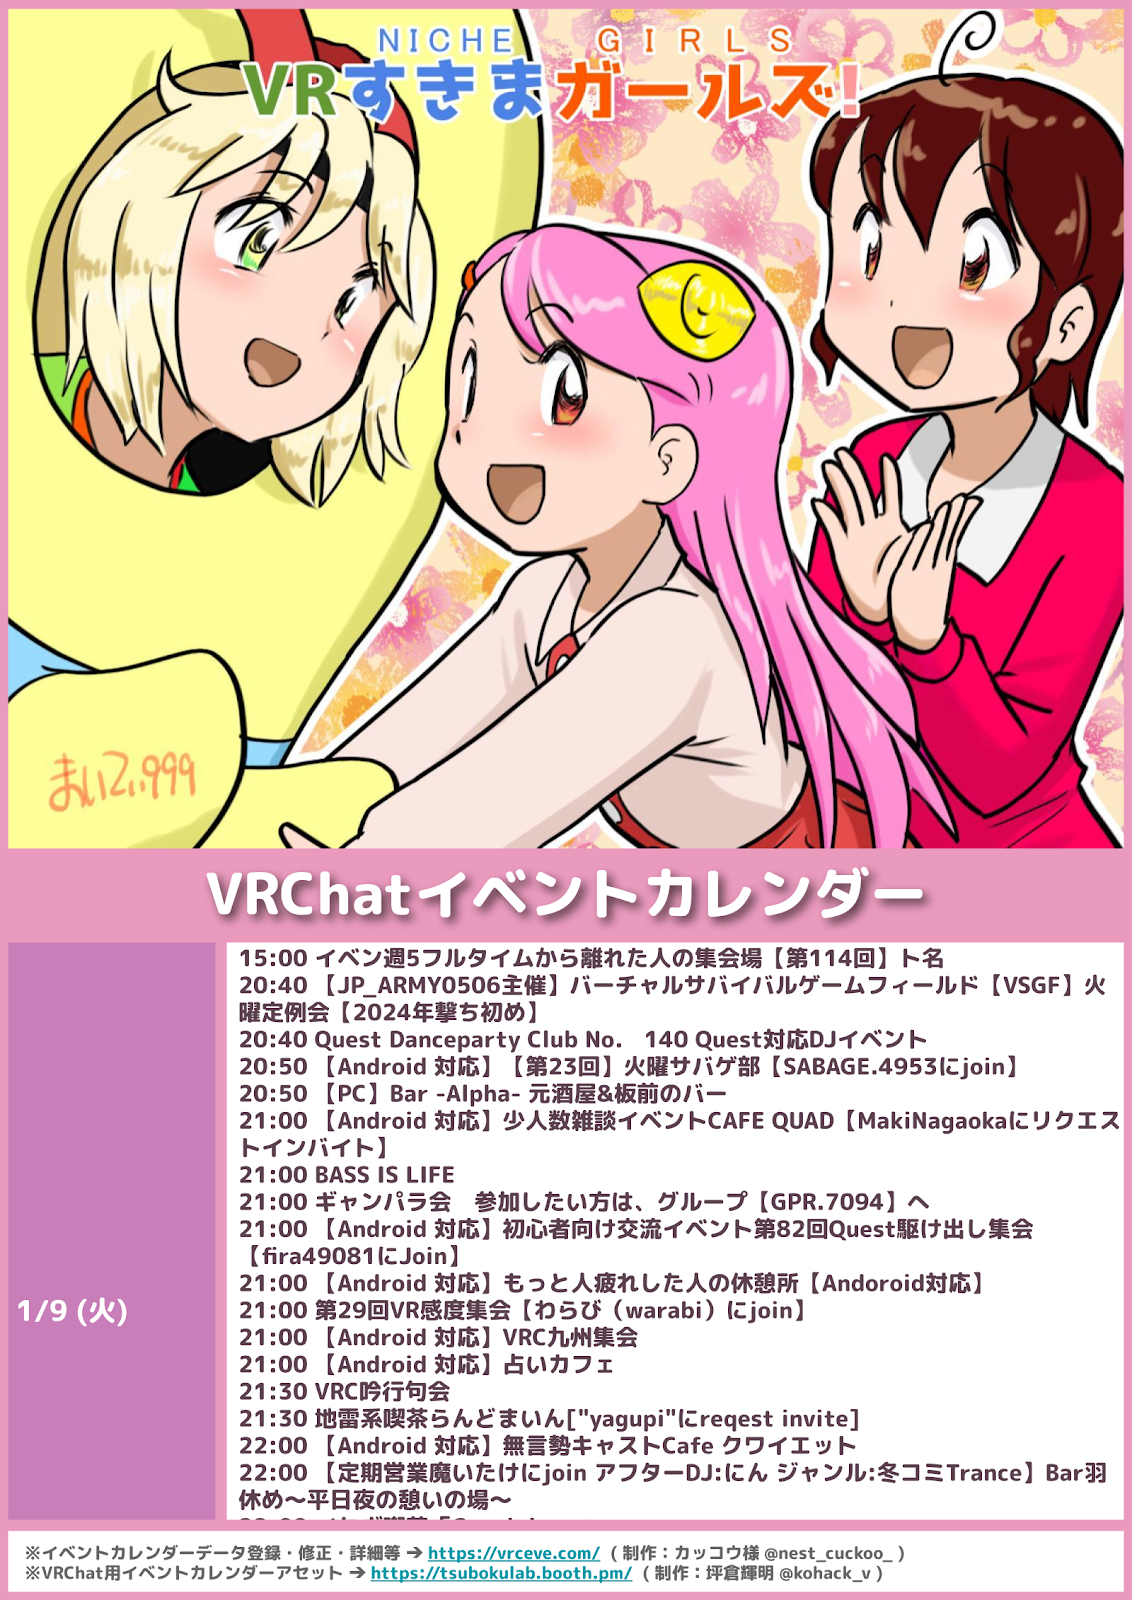 NICHE GIRLS
VRすきまガールズ!
まいてぃ999
VRChatイベントカレンダー
1/9 (火)
15:00 イベン週5フルタイムから離れた人の集会場【第114回】ト名
20:40 【JP_ARMY0506主催】バーチャルサバイバルゲームフィールド【VSGF】火
曜定例会【2024年撃ち初め】
20:40 Quest Danceparty Club No.　140 Quest対応DJイベント
20:50 【Android 対応】【第23回】火曜サバゲ部【SABAGE.4953にjoin】
20:50 【PC】Bar -Alpha- 元酒屋&板前のバー
21:00 【Android 対応】少人数雑談イベントCAFE QUAD【MakiNagaokaにリクエス
トインバイト】
21:00 BASS IS LIFE
21:00 ギャンパラ会　参加したい方は、グループ【GPR.7094】へ
21:00 【Android 対応】初心者向け交流イベント第82回Quest駆け出し集会
【fira49081にJoin】
21:00 【Android 対応】もっと人疲れした人の休憩所【Andoroid対応】
21:00 第29回VR感度集会【わらび（warabi）にjoin】
21:00 【Android 対応】VRC九州集会
21:00 【Android 対応】占いカフェ
21:30 VRC吟行句会
21:30 地雷系喫茶らんどまいん["yagupi"にreqest invite]
22:00 【Android 対応】無言勢キャストCafe クワイエット
22:00 【定期営業魔いたけにjoin アフターDJ:にん ジャンル:冬コミTrance】Bar羽
休め～平日夜の憩いの場～
※イベントカレンダーデータ登録・修正・詳細等 → https://vrceve.com/ ( 制作：カッコウ様 @nest_cuckoo_ )
※VRChat用イベントカレンダーアセット → https://tsubokulab.booth.pm/ ( 制作：坪倉輝明 @kohack_v )